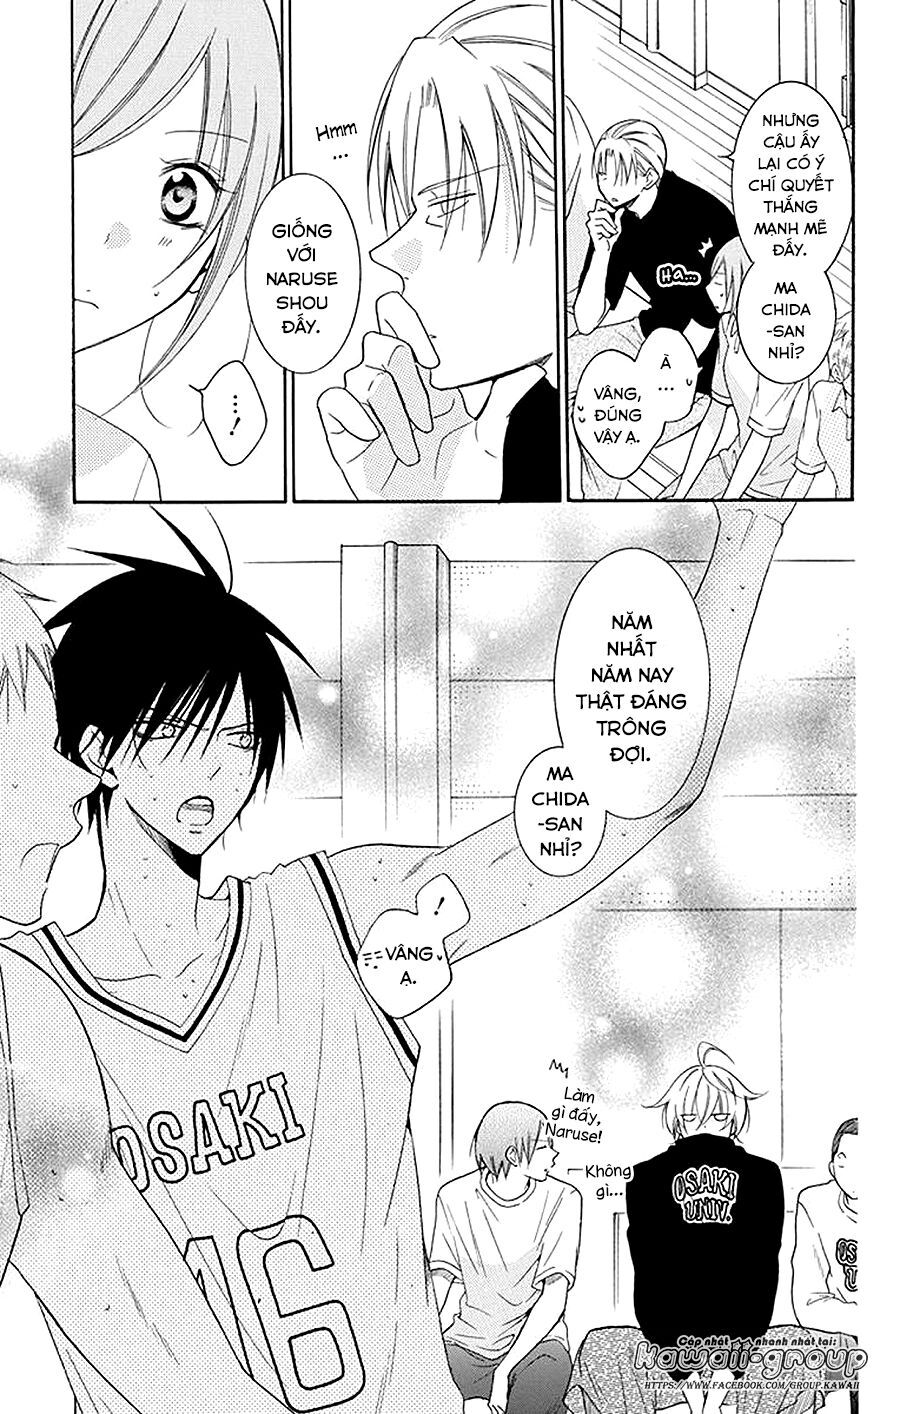 NHƯNG
CẬU ẤY
LẠI CÓ Ý
CHÍ QUYẾT
THẮNG
MẠNH MẼ
ĐẤY.
MA
CHIDA
-SAN
NHỈ?
Ha...
À
...
VÂNG,
ĐÚNG
VẬY Ạ.
Hmm
...
GIỐNG
VỚI
NARUSE
SHOU
ĐẤY.
...!
NĂM
NHẤT
NĂM NAY
THẬT ĐÁNG
TRÔNG
ĐỢI.
MA
CHIDA
-SAN
NHỈ?
!
VÂNG
Ạ.
OSAKI
16
Làm
gì đấy,
Naruse!
Không
gì...
OSAKI
UNIV.
OSAKI
U
Cập nhật nhanh nhất tại:
kawaii-group
HTTPS://WWW.FACEBOOK.COM/GROUP.KAWAII